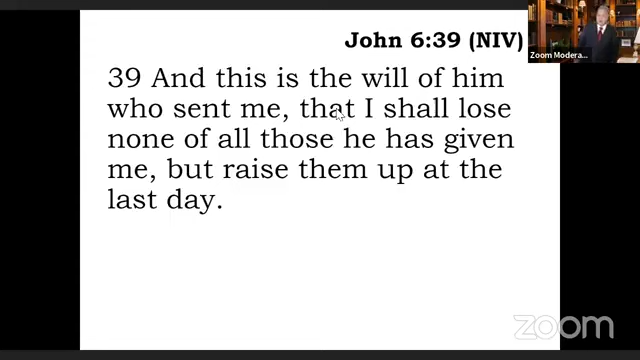 John 6:39 (NIV)
Zoom Modera...
39 And this is the will of him
who sent me, that I shall lose
none of all those he has given
me, but raise them up at the
last day.
zoom